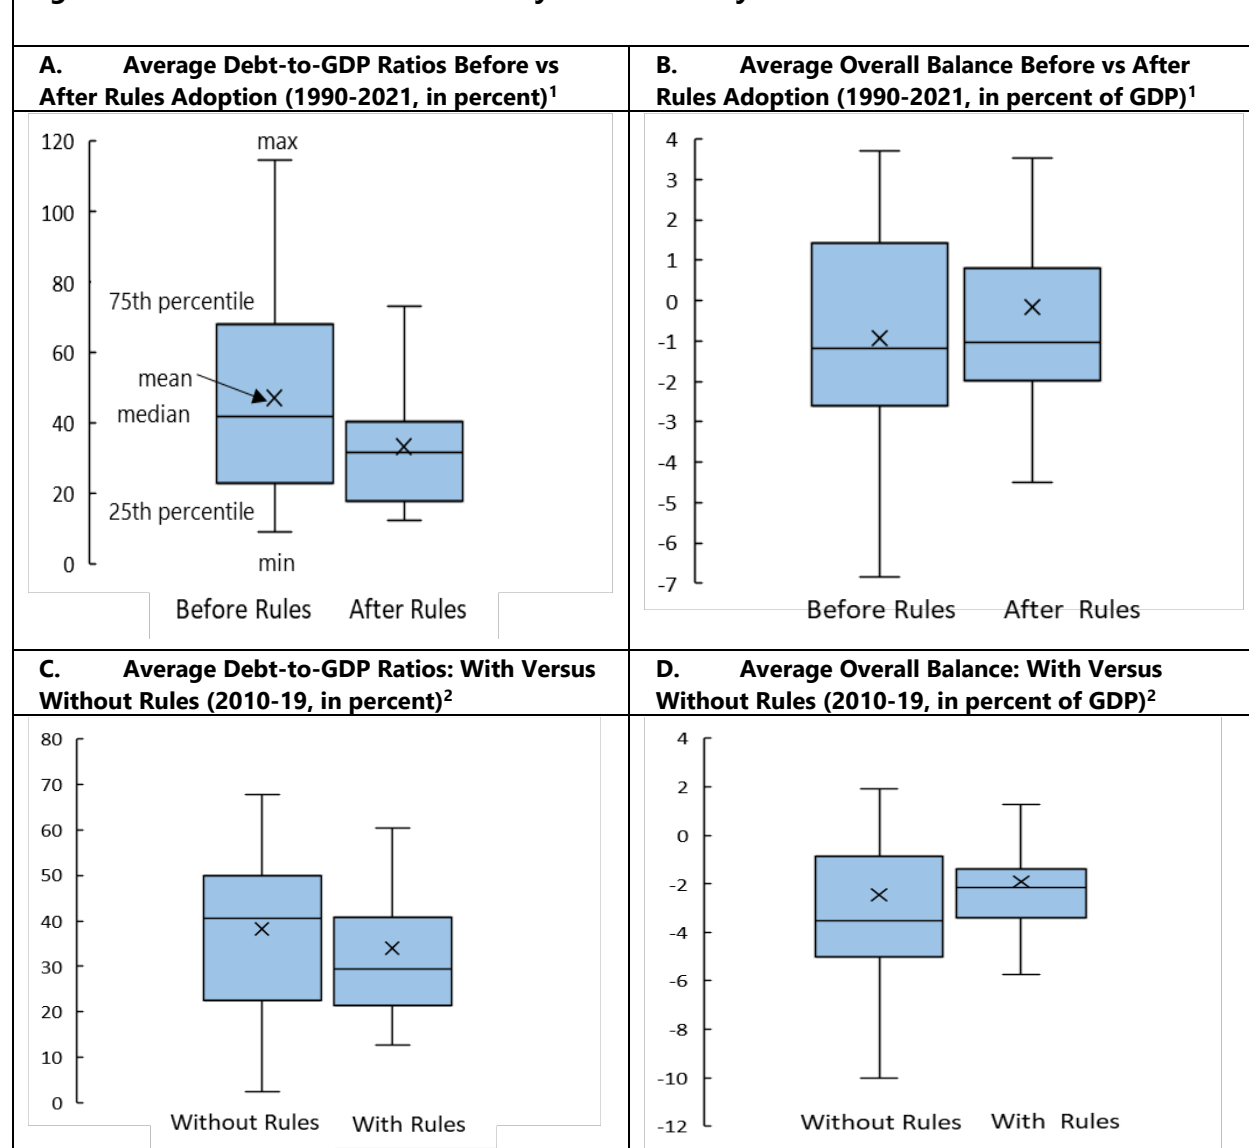 A. Average Debt-to-GDP Ratios Before vs
After Rules Adoption (1990-2021, in percent)1
B. Average Overall Balance Before vs After
Rules Adoption (1990-2021, in percent of GDP)1
120
100
80
60
40
20
0
max
75th percentile
mean
median
25th percentile
min
Before Rules After Rules
4
3
2
1
0
-1
-2
-3
-4
-5
-6
-7
Before Rules After Rules
C. Average Debt-to-GDP Ratios: With Versus
Without Rules (2010-19, in percent)2
D. Average Overall Balance: With Versus
Without Rules (2010-19, in percent of GDP)2
80
70
60
50
40
30
20
10
0
Without Rules With Rules
4
2
0
-2
-4
-6
-8
-10
-12
Without Rules With Rules